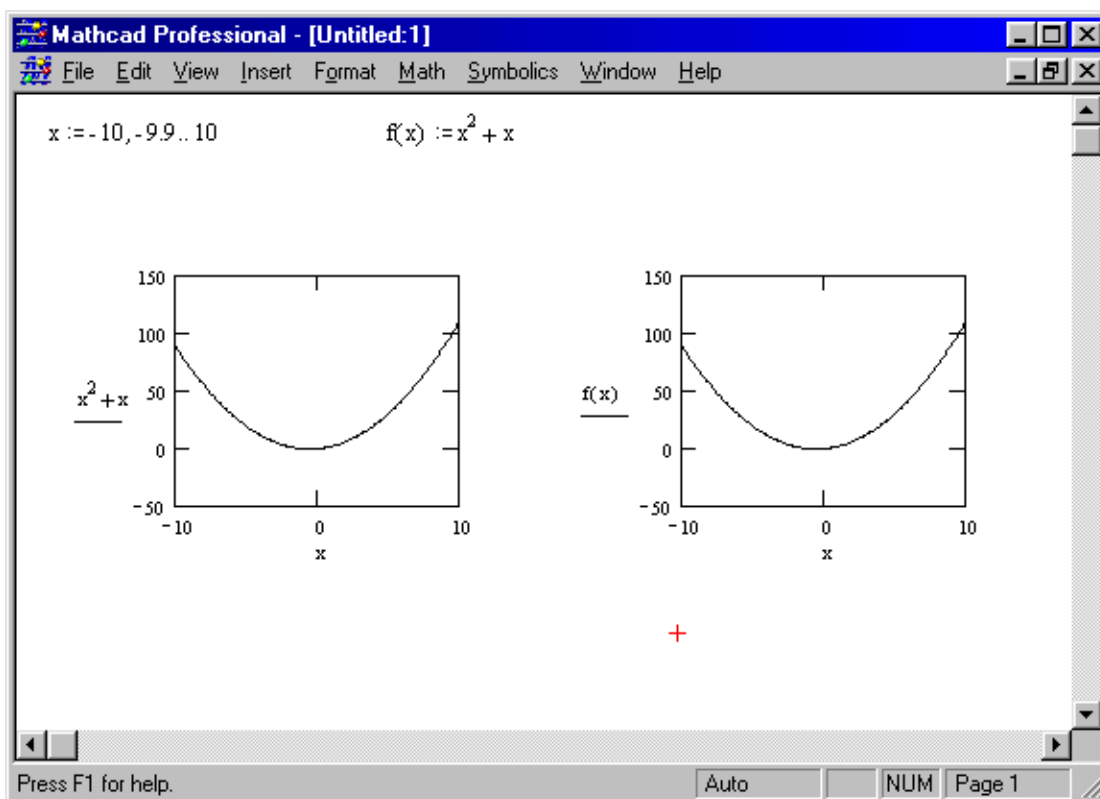 Mathcad Professional - [Untitled:1]
File Edit View Insert Format Math Symbolics Window Help
x := -10, -9.9 .. 10 f(x) := x² + x
150 150
100 100
x² + x 50 f(x) 50
0 0
-50 -50
-10 0 10 -10 0 10
x x
Press F1 for help. Auto NUM Page 1